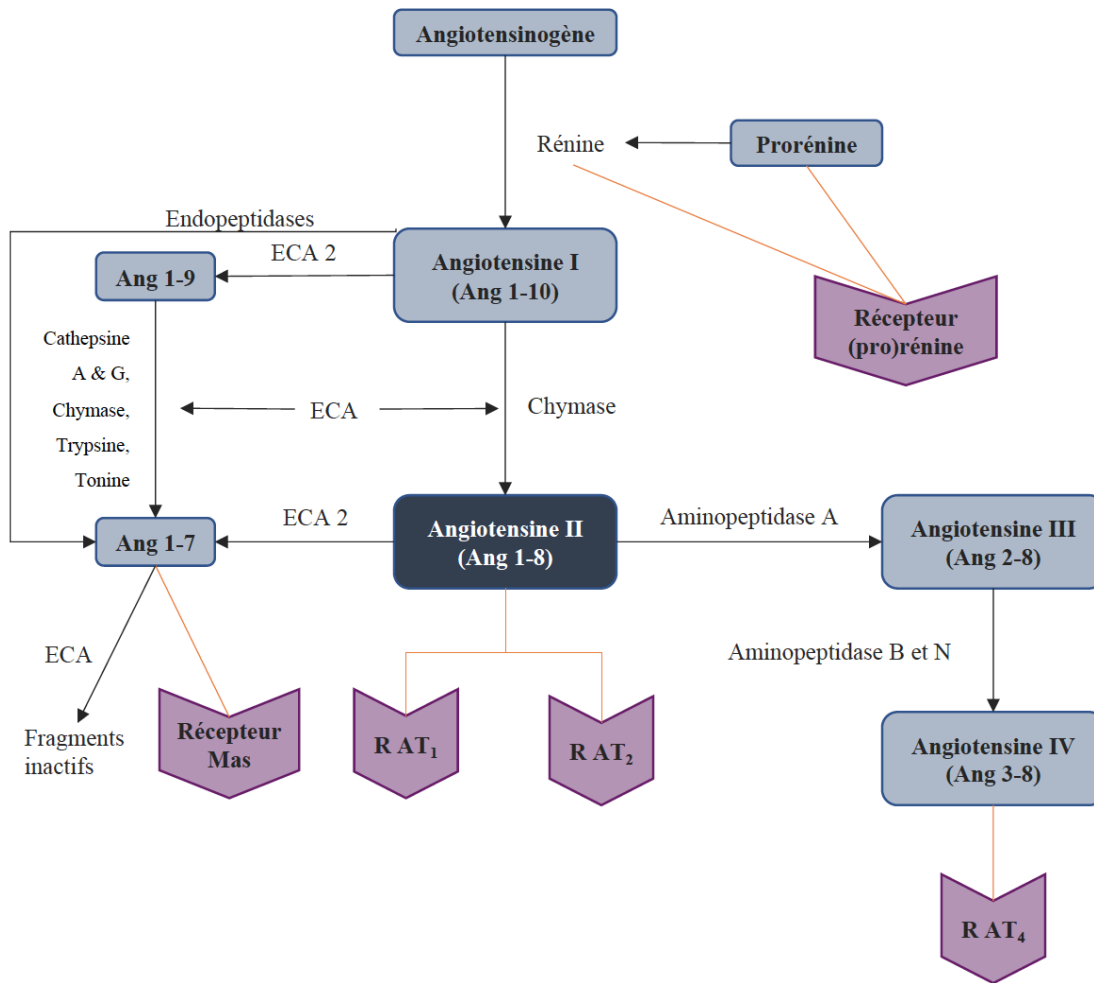 Angiotensinogène
Rénine
Prorénine
Endopeptidases
ECA 2
Ang 1-9
Angiotensine I
(Ang 1-10)
Récepteur
(pro)rénine
Cathepsine
A & G,
Chymase,
Trypsine,
Tonine
ECA
Chymase
ECA 2
Ang 1-7
Angiotensine II
(Ang 1-8)
Aminopeptidase A
Angiotensine III
(Ang 2-8)
ECA
Aminopeptidase B et N
Fragments
inactifs
Récepteur
Mas
R AT₁
R AT₂
Angiotensine IV
(Ang 3-8)
R AT₄